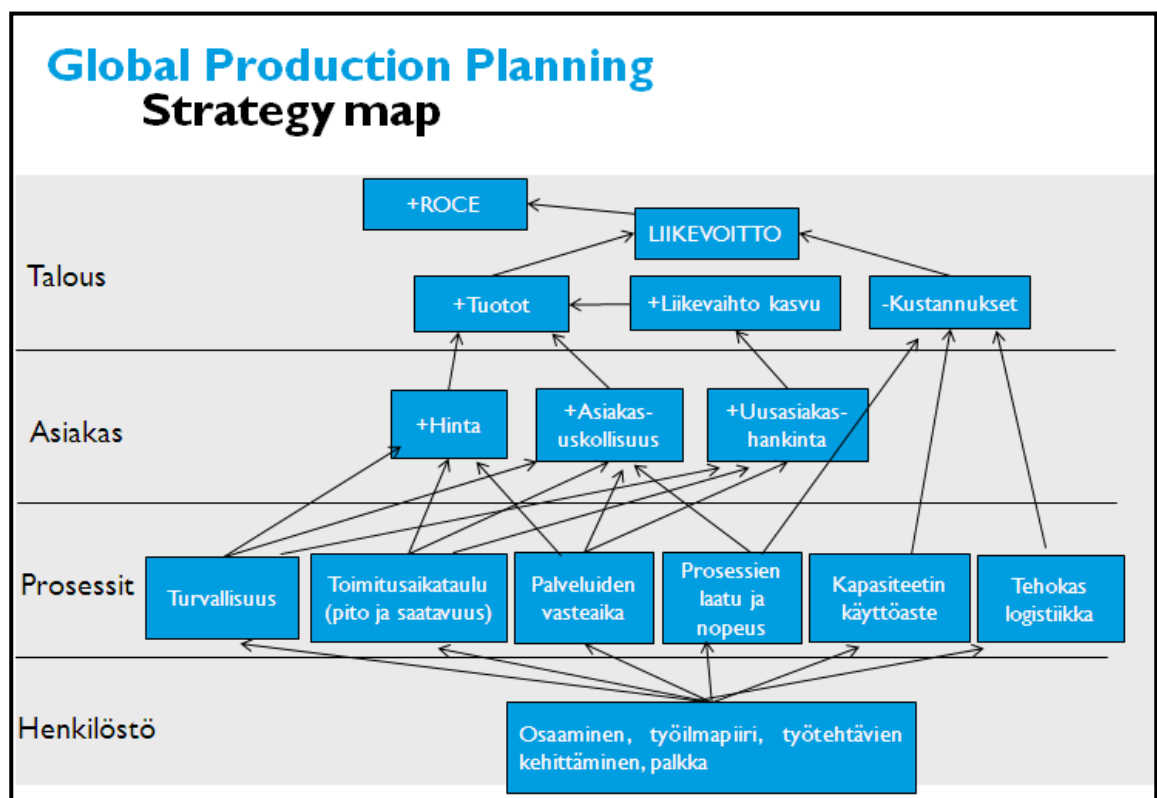 Global Production Planning
Strategy map
Talous
+ROCE
LIIKEVOITTO
+Tuotot
+Liikevaihto kasvu
-Kustannukset
Asiakas
+Hinta
+Asiakas-
uskollisuus
+Uusasiakas-
hankinta
Prosessit
Turvallisuus
Toimitusaikataulu
(pito ja saatavuus)
Palveluiden
vasteaika
Prosessien
laatu ja
nopeus
Kapasiteetin
käyttöaste
Tehokas
logistiikka
Henkilöstö
Osaaminen, työilmapiiri, työtehtävien
kehittäminen, palkka